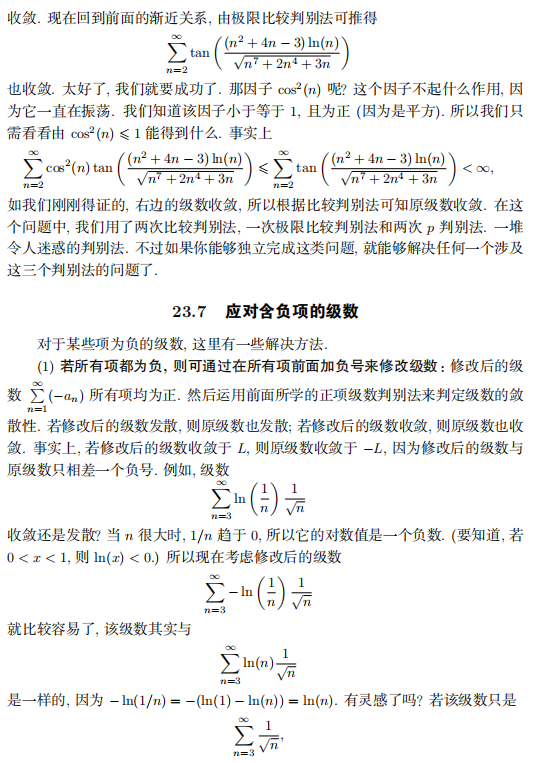 收敛. 现在回到前面的渐近关系, 由极限比较判别法可推得
$$\sum_{n=2}^{\infty}\tan\left(\frac{(n^2+4n-3)\ln(n)}{\sqrt{n^7+2n^4+3n}}\right)$$
也收敛. 太好了, 我们就要成功了. 那因子 $\cos^2(n)$ 呢? 这个因子不起什么作用, 因
为它一直在振荡. 我们知道该因子小于等于 1, 且为正 (因为是平方). 所以我们只
需看看由 $\cos^2(n) \leqslant 1$ 能得到什么. 事实上
$$\sum_{n=2}^{\infty}\cos^2(n)\tan\left(\frac{(n^2+4n-3)\ln(n)}{\sqrt{n^7+2n^4+3n}}\right)\leqslant\sum_{n=2}^{\infty}\tan\left(\frac{(n^2+4n-3)\ln(n)}{\sqrt{n^7+2n^4+3n}}\right)<\infty,$$
如我们刚刚得证的, 右边的级数收敛, 所以根据比较判别法可知原级数收敛. 在这
个问题中, 我们用了两次比较判别法, 一次极限比较判别法和两次 $p$ 判别法. 一堆
令人迷惑的判别法. 不过如果你能够独立完成这类问题, 就能够解决任何一个涉及
这三个判别法的问题了.
23.7 应对含负项的级数
对于某些项为负的级数, 这里有一些解决方法.
(1) 若所有项都为负, 则可通过在所有项前面加负号来修改级数: 修改后的级
数 $\sum_{n=1}^{\infty}(-a_n)$ 所有项均为正. 然后运用前面所学的正项级数判别法来判定级数的敛
散性. 若修改后的级数发散, 则原级数也发散; 若修改后的级数收敛, 则原级数也收
敛. 事实上, 若修改后的级数收敛于 $L$, 则原级数收敛于 $-L$, 因为修改后的级数与
原级数只相差一个负号. 例如, 级数
$$\sum_{n=3}^{\infty}\ln\left(\frac{1}{n}\right)\frac{1}{\sqrt{n}}$$
收敛还是发散? 当 $n$ 很大时, $1/n$ 趋于 0, 所以它的对数值是一个负数. (要知道, 若
$0<x<1$, 则 $\ln(x)<0$.) 所以现在考虑修改后的级数
$$\sum_{n=3}^{\infty}-\ln\left(\frac{1}{n}\right)\frac{1}{\sqrt{n}}$$
就比较容易了, 该级数其实与
$$\sum_{n=3}^{\infty}\ln(n)\frac{1}{\sqrt{n}}$$
是一样的, 因为 $-\ln(1/n)=-(\ln(1)-\ln(n))=\ln(n)$. 有灵感了吗? 若该级数只是
$$\sum_{n=3}^{\infty}\frac{1}{\sqrt{n}},$$